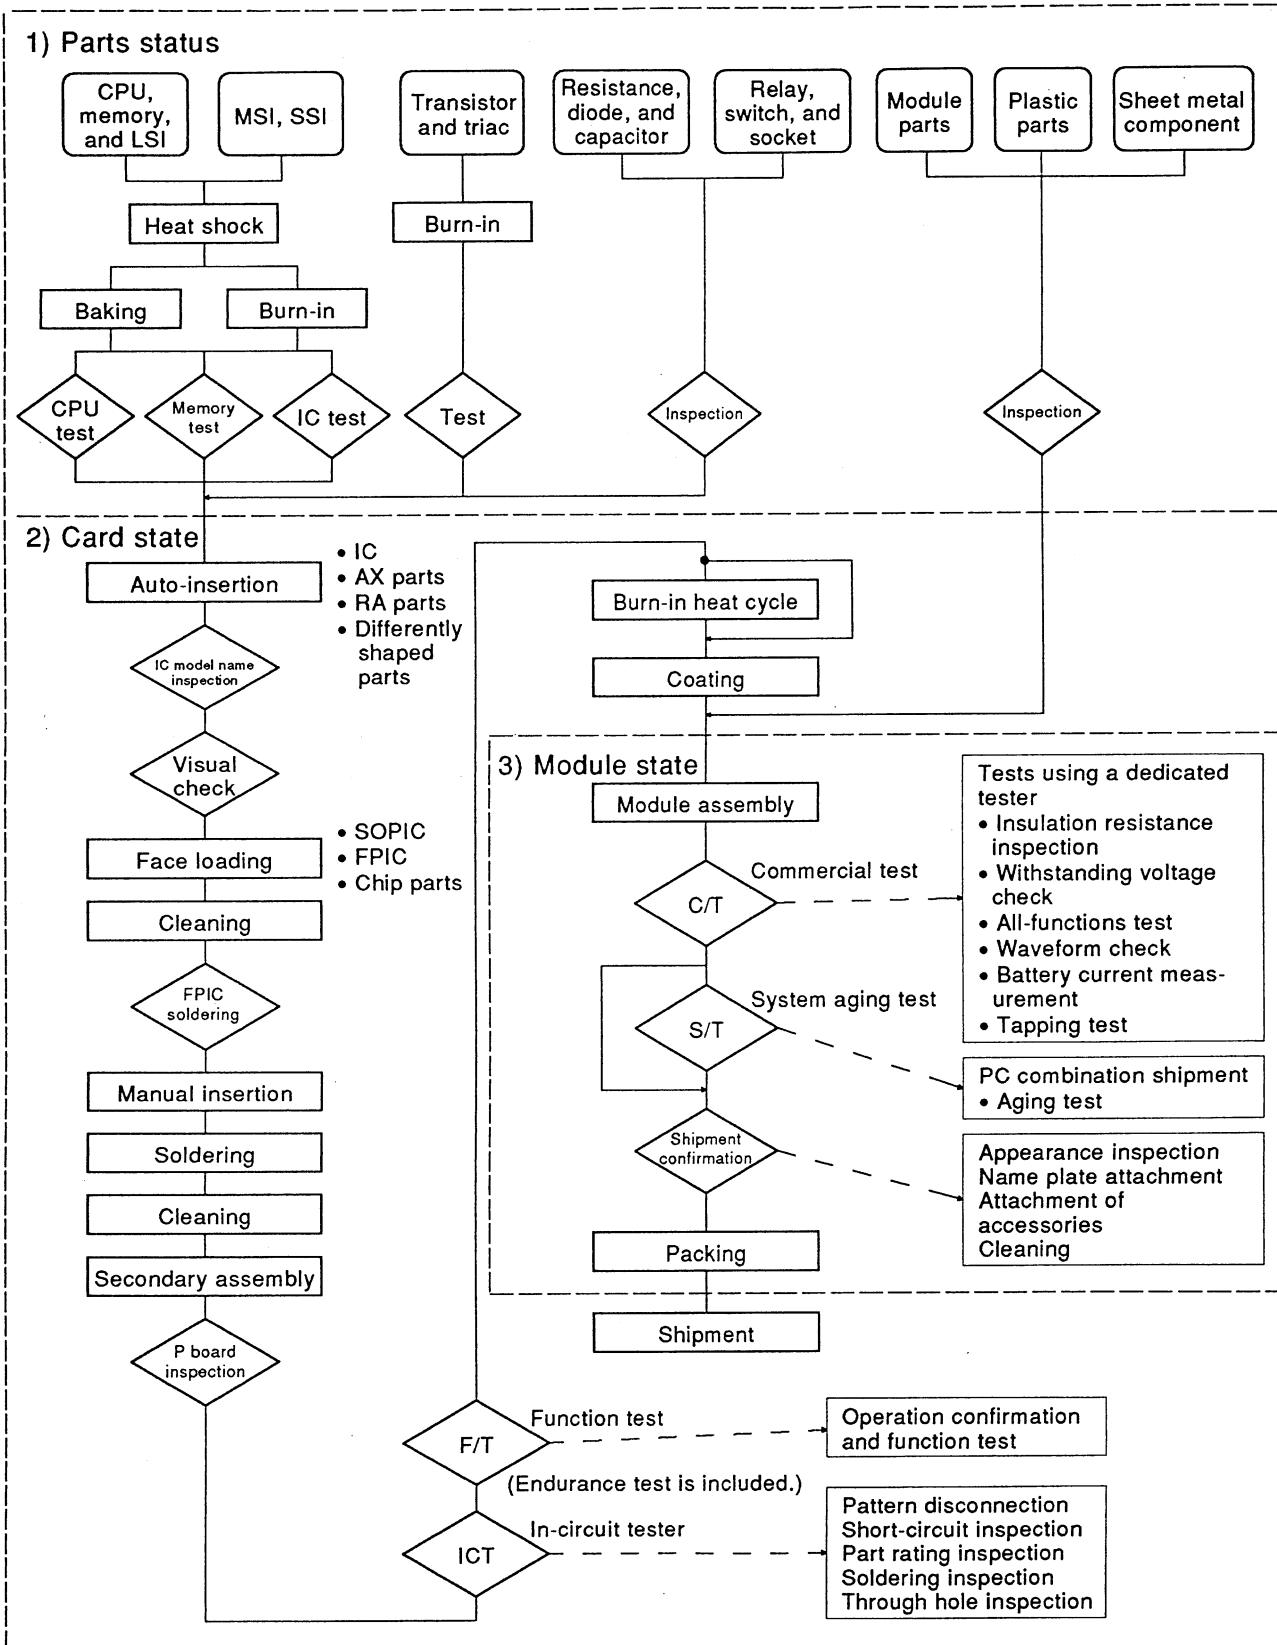 1) Parts status
CPU,
memory,
and LSI
MSI, SSI
Transistor
and triac
Resistance,
diode, and
capacitor
Relay,
switch, and
socket
Module
parts
Plastic
parts
Sheet metal
component
Heat shock
Burn-in
Baking
Burn-in
CPU
test
Memory
test
IC test
Test
Inspection
Inspection
2) Card state
Auto-insertion
• IC
• AX parts
• RA parts
• Differently
shaped
parts
IC model name
inspection
Visual
check
Face loading
• SOPIC
• FPIC
• Chip parts
Cleaning
FPIC
soldering
Manual insertion
Soldering
Cleaning
Secondary assembly
P board
inspection
ICT
In-circuit tester
Pattern disconnection
Short-circuit inspection
Part rating inspection
Soldering inspection
Through hole inspection
F/T
Function test
(Endurance test is included.)
Operation confirmation
and function test
Burn-in heat cycle
Coating
3) Module state
Module assembly
C/T
Commercial test
Tests using a dedicated
tester
• Insulation resistance
inspection
• Withstanding voltage
check
• All-functions test
• Waveform check
• Battery current meas-
urement
• Tapping test
S/T
System aging test
PC combination shipment
• Aging test
Shipment
confirmation
Appearance inspection
Name plate attachment
Attachment of
accessories
Cleaning
Packing
Shipment